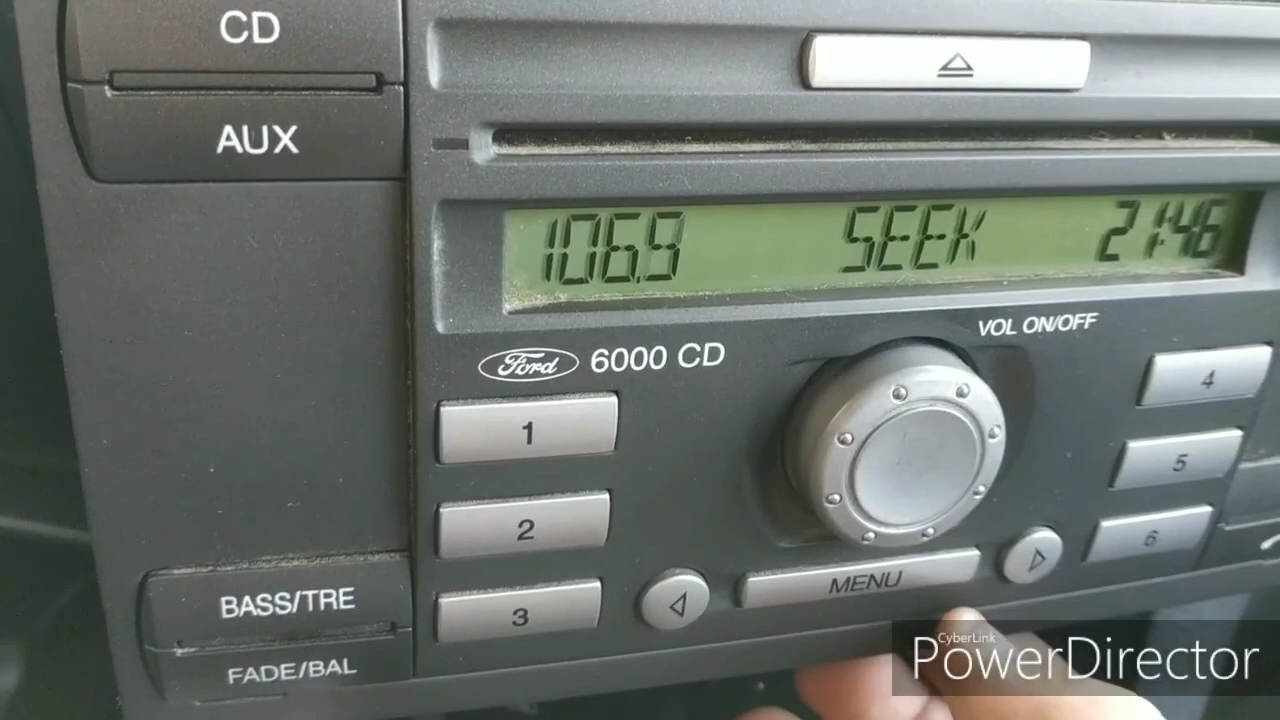 CD
AUX
106.9 SEEK 21:46
VOL ON/OFF
Ford 6000 CD
1
2
3
4
5
6
MENU
BASS/TRE
FADE/BAL
CyberLink
PowerDirector